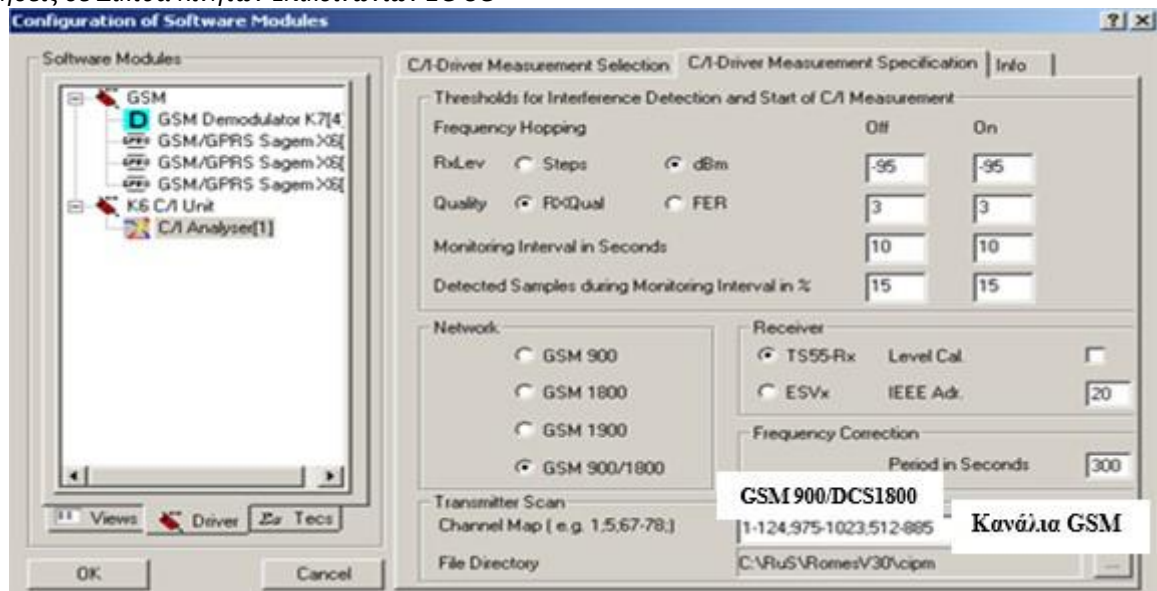 Configuration of Software Modules
Software Modules
GSM
GSM Demodulator K7[4
GSM/GPRS Sagem X6[
GSM/GPRS Sagem X6[
GSM/GPRS Sagem X6[
K6 C/I Unit
C/I Analyser[1]
Views Driver Tecs
OK Cancel
C/I-Driver Measurement Selection C/I-Driver Measurement Specification Info
Thresholds for Interference Detection and Start of C/I Measurement
Frequency Hopping Off On
RxLev Steps dBm -95 -95
Quality RXQual FER 3 3
Monitoring Interval in Seconds 10 10
Detected Samples during Monitoring Interval in % 15 15
Network
GSM 900
GSM 1800
GSM 1900
GSM 900/1800
Receiver
TS55-Rx Level Cal.
ESVx IEEE Adr. 20
Frequency Correction
Period in Seconds 300
Transmitter Scan
GSM 900/DCS1800
Channel Map ( e.g. 1;5;67-78;) 1-124;975-1023;512-885 Κανάλια GSM
File Directory C:\RuS\RomesV30\cipm ...